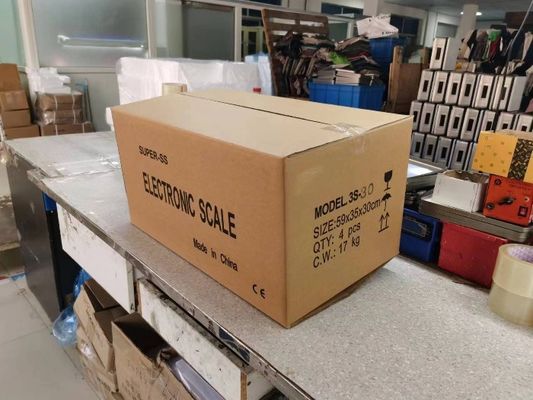 SUPER-SS
ELECTRONIC SCALE
Made in China
CE
MODEL.3S-30
SIZE:59x35x30cm
QTY: 4 pcs
C.W.: 17 kg